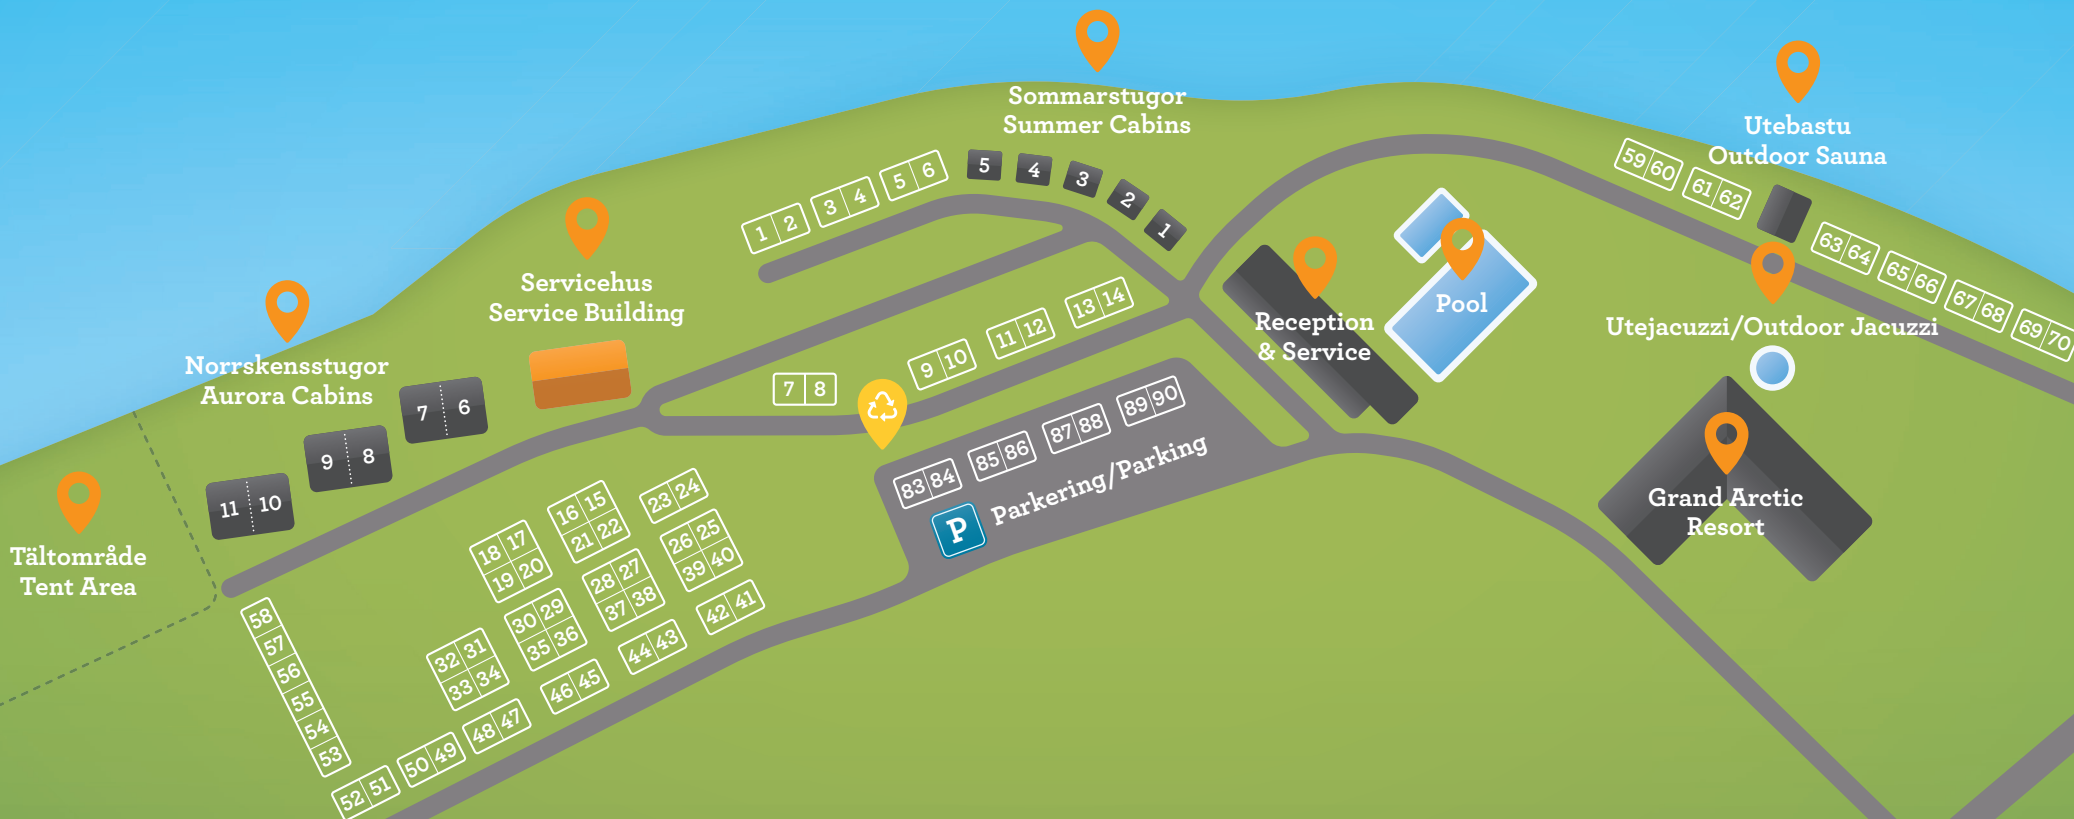 Sommarstugor
Summer Cabins
Utebastu
Outdoor Sauna
Servicehus
Service Building
Norrskensstugor
Aurora Cabins
Tältområde
Tent Area
Reception
& Service
Pool
Utejacuzzi/Outdoor Jacuzzi
Grand Arctic
Resort
Parkering/Parking
P
1 2
3 4
5 6
5
4
3
2
1
59 60
61 62
63 64
65 66
67 68
69 70
7 8
9 10
11 12
13 14
7 6
9 8
11 10
83 84
85 86
87 88
89 90
18 17
19 20
16 15
21 22
23 24
26 25
39 40
28 27
37 38
30 29
35 36
32 31
33 34
42 41
44 43
46 45
48 47
50 49
52 51
58
57
56
55
54
53